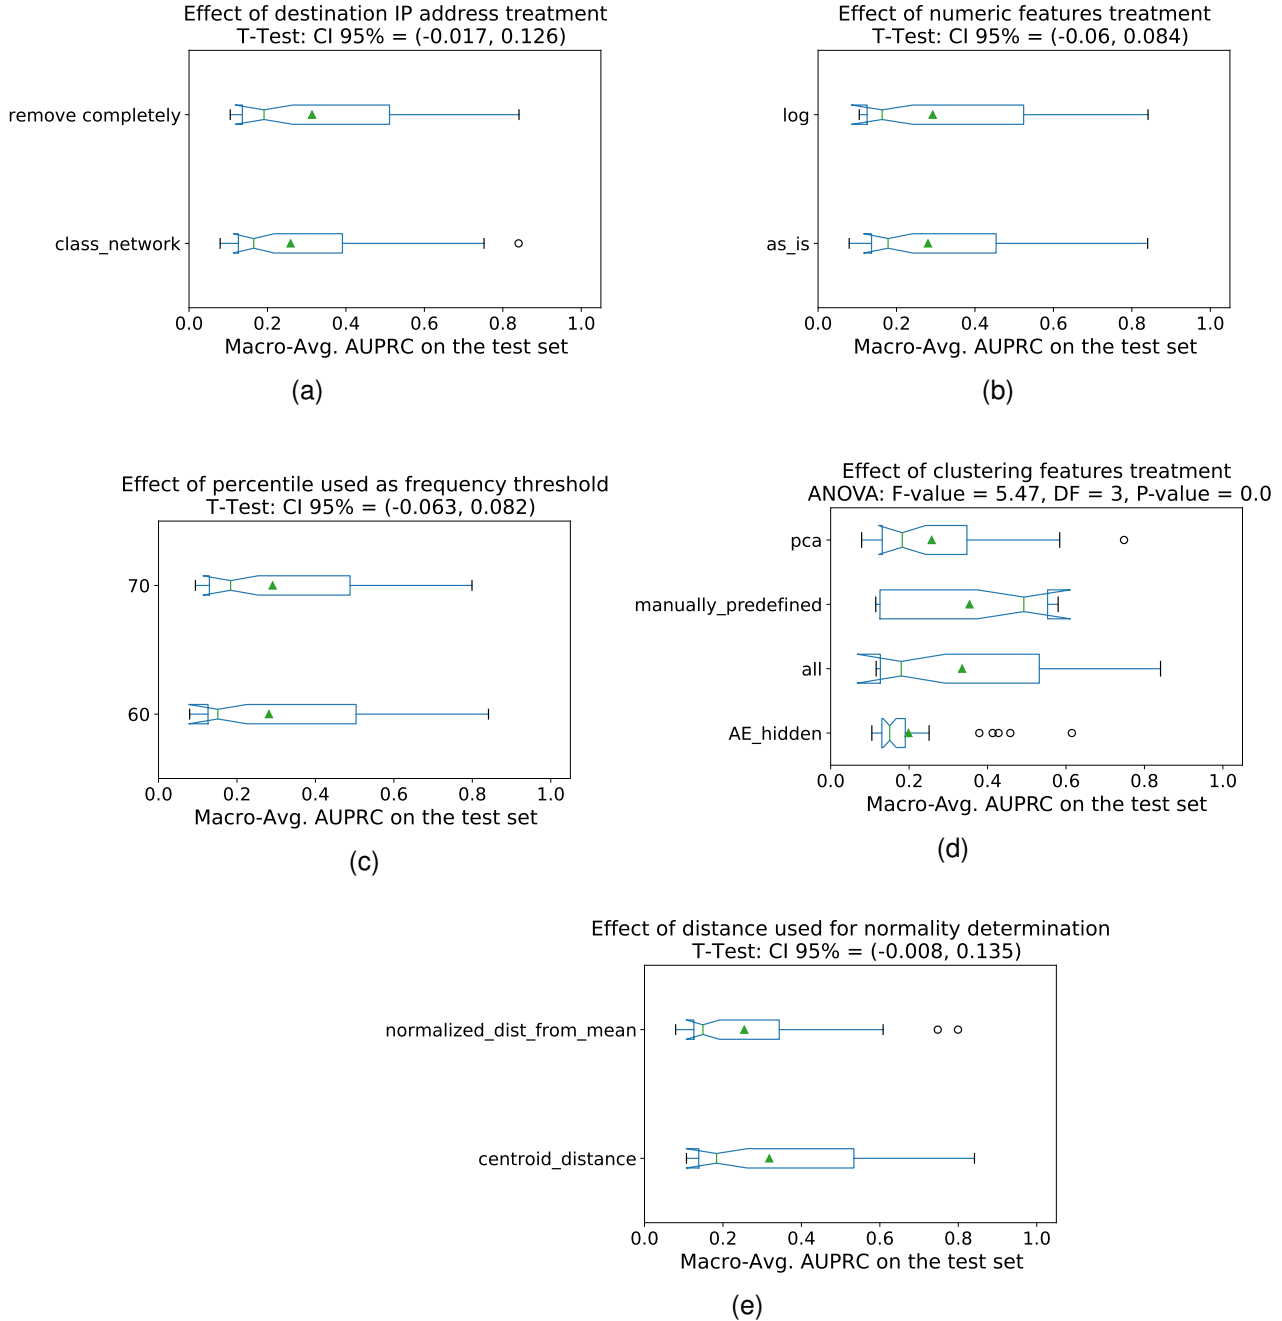 Effect of destination IP address treatment
T-Test: CI 95% = (-0.017, 0.126)
remove completely
class_network
0.0 0.2 0.4 0.6 0.8 1.0
Macro-Avg. AUPRC on the test set
(a)
Effect of numeric features treatment
T-Test: CI 95% = (-0.06, 0.084)
log
as_is
0.0 0.2 0.4 0.6 0.8 1.0
Macro-Avg. AUPRC on the test set
(b)
Effect of percentile used as frequency threshold
T-Test: CI 95% = (-0.063, 0.082)
70
60
0.0 0.2 0.4 0.6 0.8 1.0
Macro-Avg. AUPRC on the test set
(c)
Effect of clustering features treatment
ANOVA: F-value = 5.47, DF = 3, P-value = 0.0
pca
manually_predefined
all
AE_hidden
0.0 0.2 0.4 0.6 0.8 1.0
Macro-Avg. AUPRC on the test set
(d)
Effect of distance used for normality determination
T-Test: CI 95% = (-0.008, 0.135)
normalized_dist_from_mean
centroid_distance
0.0 0.2 0.4 0.6 0.8 1.0
Macro-Avg. AUPRC on the test set
(e)